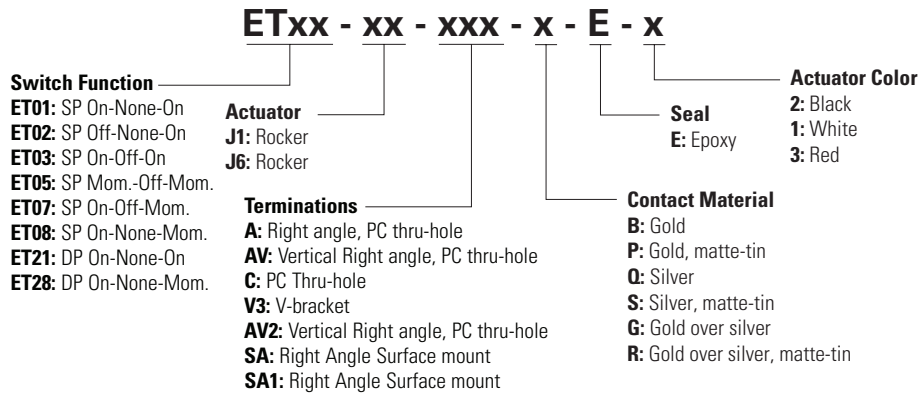 ETxx - xx - xxx - x - E - x
Switch Function
ET01: SP On-None-On
ET02: SP Off-None-On
ET03: SP On-Off-On
ET05: SP Mom.-Off-Mom.
ET07: SP On-Off-Mom.
ET08: SP On-None-Mom.
ET21: DP On-None-On
ET28: DP On-None-Mom.
Actuator
J1: Rocker
J6: Rocker
Terminations
A: Right angle, PC thru-hole
AV: Vertical Right angle, PC thru-hole
C: PC Thru-hole
V3: V-bracket
AV2: Vertical Right angle, PC thru-hole
SA: Right Angle Surface mount
SA1: Right Angle Surface mount
Contact Material
B: Gold
P: Gold, matte-tin
Q: Silver
S: Silver, matte-tin
G: Gold over silver
R: Gold over silver, matte-tin
Seal
E: Epoxy
Actuator Color
2: Black
1: White
3: Red